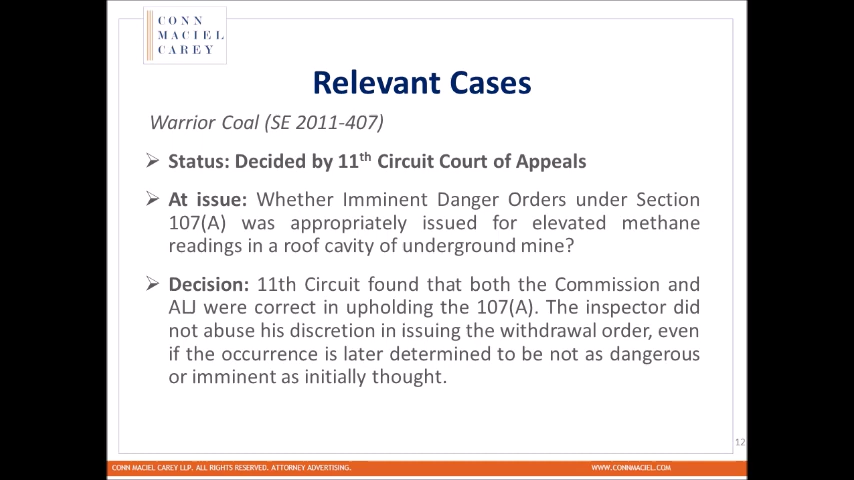 CONN
MACIEL
CAREY
Relevant Cases
Warrior Coal (SE 2011-407)
➢ Status: Decided by 11th Circuit Court of Appeals
➢ At issue: Whether Imminent Danger Orders under Section
107(A) was appropriately issued for elevated methane
readings in a roof cavity of underground mine?
➢ Decision: 11th Circuit found that both the Commission and
ALJ were correct in upholding the 107(A). The inspector did
not abuse his discretion in issuing the withdrawal order, even
if the occurrence is later determined to be not as dangerous
or imminent as initially thought.
12
CONN MACIEL CAREY LLP. ALL RIGHTS RESERVED. ATTORNEY ADVERTISING. WWW.CONNMACIEL.COM